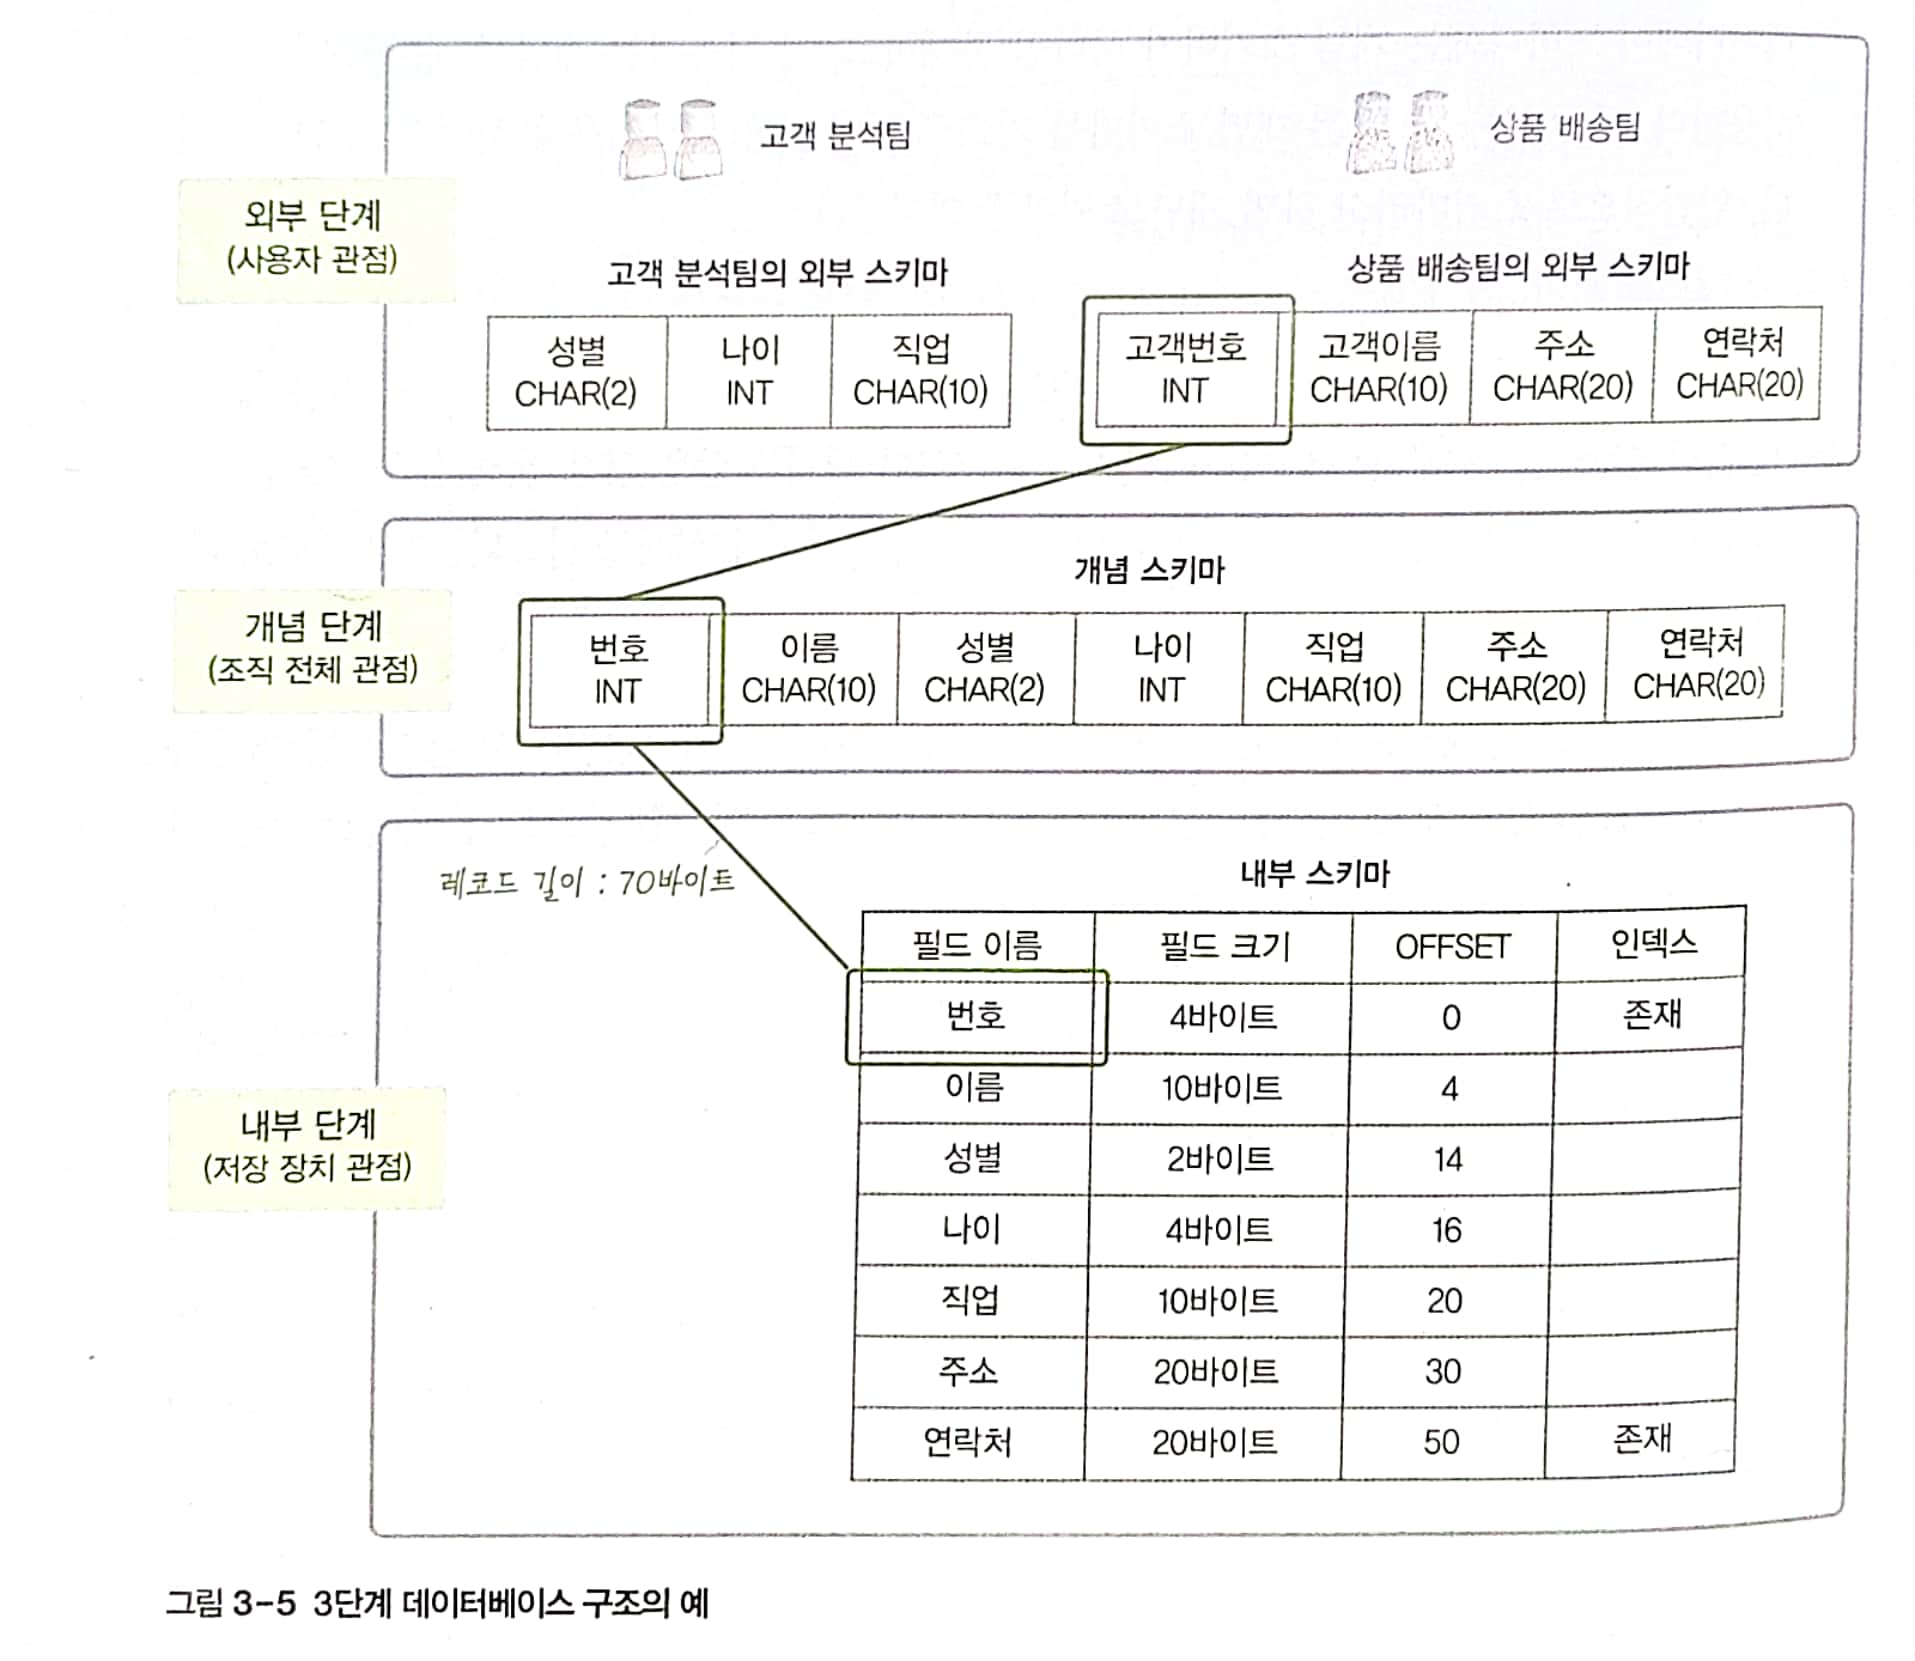 고객 분석팀
상품 배송팀
외부 단계
(사용자 관점)
고객 분석팀의 외부 스키마
상품 배송팀의 외부 스키마
성별 나이 직업
CHAR(2) INT CHAR(10)
고객번호 고객이름 주소 연락처
INT CHAR(10) CHAR(20) CHAR(20)
개념 단계
(조직 전체 관점)
개념 스키마
번호 이름 성별 나이 직업 주소 연락처
INT CHAR(10) CHAR(2) INT CHAR(10) CHAR(20) CHAR(20)
내부 단계
(저장 장치 관점)
레코드 길이 : 70바이트
내부 스키마
필드 이름 필드 크기 OFFSET 인덱스
번호 4바이트 0 존재
이름 10바이트 4
성별 2바이트 14
나이 4바이트 16
직업 10바이트 20
주소 20바이트 30
연락처 20바이트 50 존재
그림 3-5 3단계 데이터베이스 구조의 예